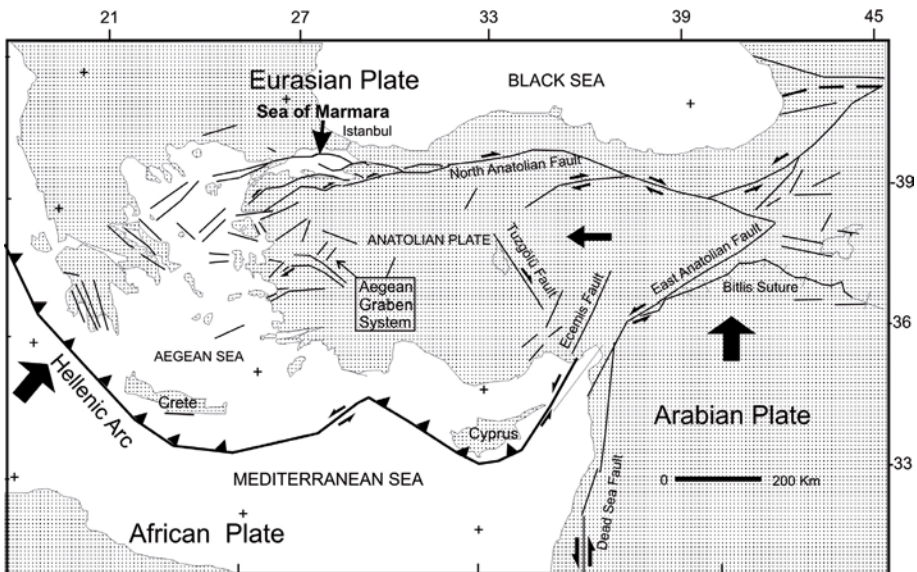 21 27 33 39 45
Eurasian Plate
BLACK SEA
Sea of Marmara
Istanbul
North Anatolian Fault
-39
ANATOLIAN PLATE
Tuzgölü Fault
East Anatolian Fault
Aegean
Graben
System
Ecemis Fault
Bitlis Suture
-36
AEGEAN SEA
Hellenic Arc
Crete
Cyprus
Arabian Plate
MEDITERRANEAN SEA
-33
0 200 Km
Dead Sea Fault
African Plate